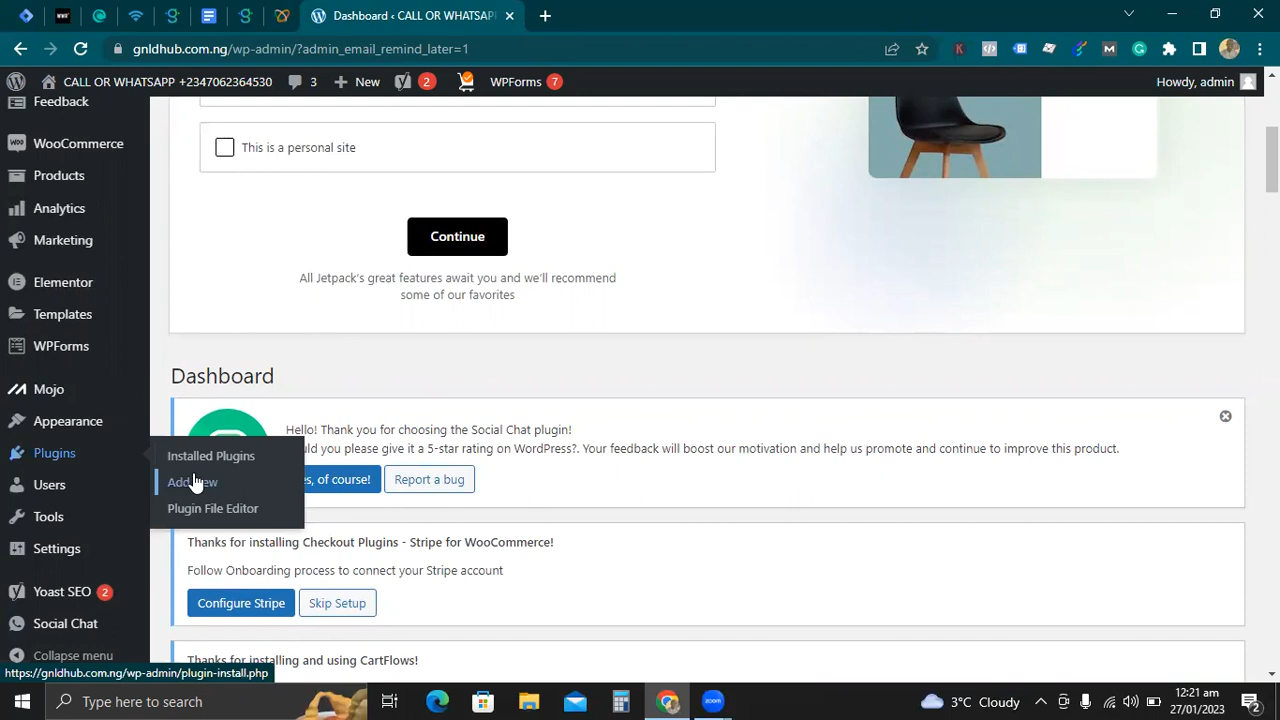 Dashboard ‹ CALL OR WHATSAPP
gnldhub.com.ng/wp-admin/?admin_email_remind_later=1
CALL OR WHATSAPP +2347062364530
3
New
2
WPForms
7
Howdy, admin
Feedback
WooCommerce
Products
Analytics
Marketing
Elementor
Templates
WPForms
Mojo
Appearance
Plugins
Users
Tools
Settings
Yoast SEO
2
Social Chat
Collapse menu
Installed Plugins
Add New
Plugin File Editor
This is a personal site
Continue
All Jetpack's great features await you and we'll recommend
some of our favorites
Dashboard
Hello! Thank you for choosing the Social Chat plugin!
you please give it a 5-star rating on WordPress?. Your feedback will boost our motivation and help us promote and continue to improve this product.
of course!
Report a bug
Thanks for installing Checkout Plugins - Stripe for WooCommerce!
Follow Onboarding process to connect your Stripe account
Configure Stripe
Skip Setup
Thanks for installing and using CartFlows!
https://gnldhub.com.ng/wp-admin/plugin-install.php
Type here to search
zoom
3°C Cloudy
12:21 am
27/01/2023
2